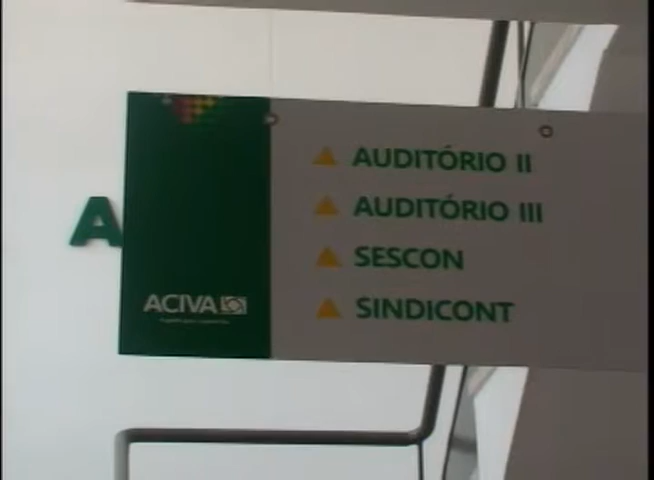 A
AUDITÓRIO II
AUDITÓRIO III
SESCON
SINDICONT
ACIVA